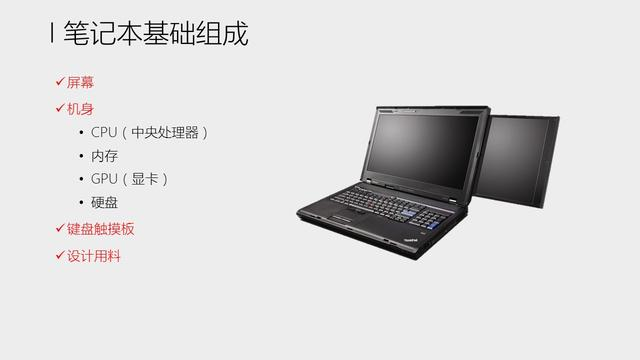 笔记本基础组成
✓屏幕
✓机身
• CPU（中央处理器）
• 内存
• GPU（显卡）
• 硬盘
✓键盘触摸板
✓设计用料
ThinkPad